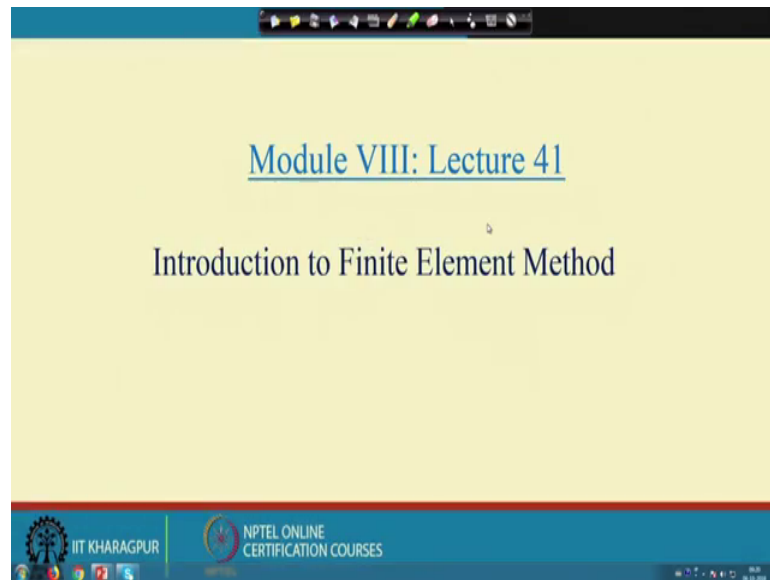 Module VIII: Lecture 41
Introduction to Finite Element Method
IIT KHARAGPUR
NPTEL ONLINE
CERTIFICATION COURSES